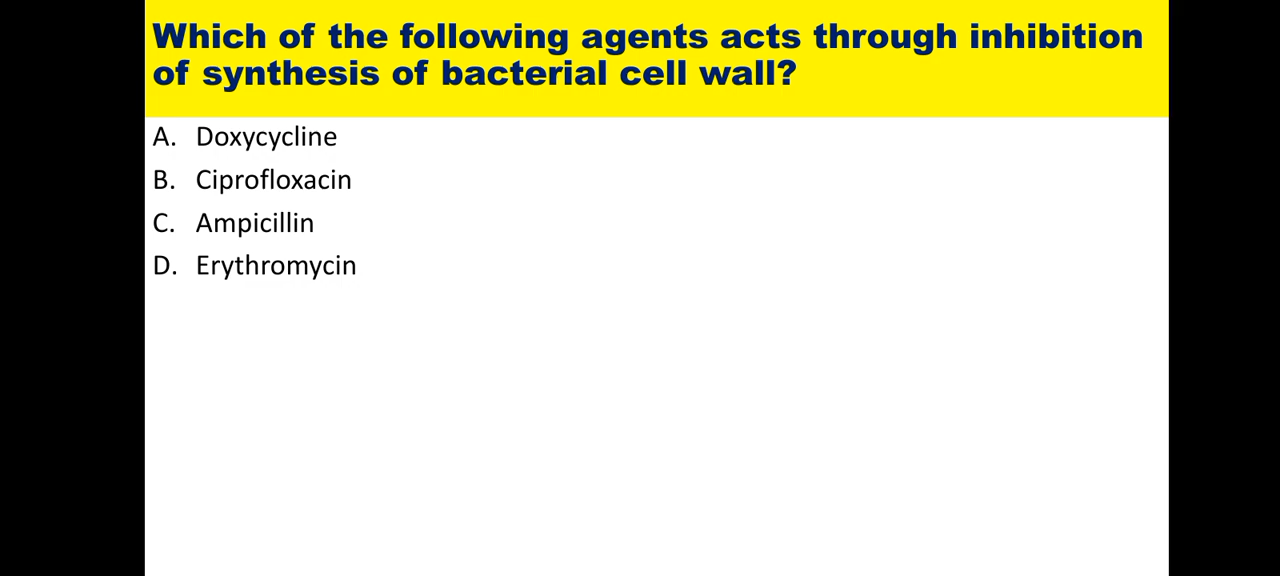 Which of the following agents acts through inhibition
of synthesis of bacterial cell wall?
A. Doxycycline
B. Ciprofloxacin
C. Ampicillin
D. Erythromycin